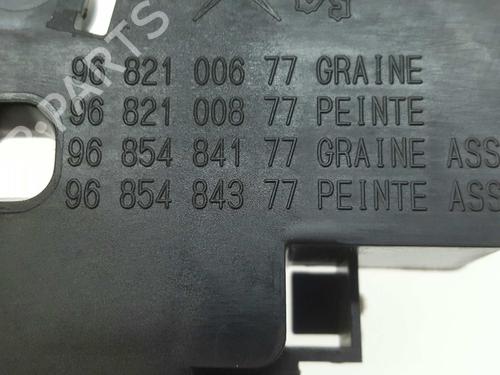 96 821 006 77 GRAINE
96 821 008 77 PEINTE
96 854 841 77 GRAINE ASS
96 854 843 77 PEINTE ASS